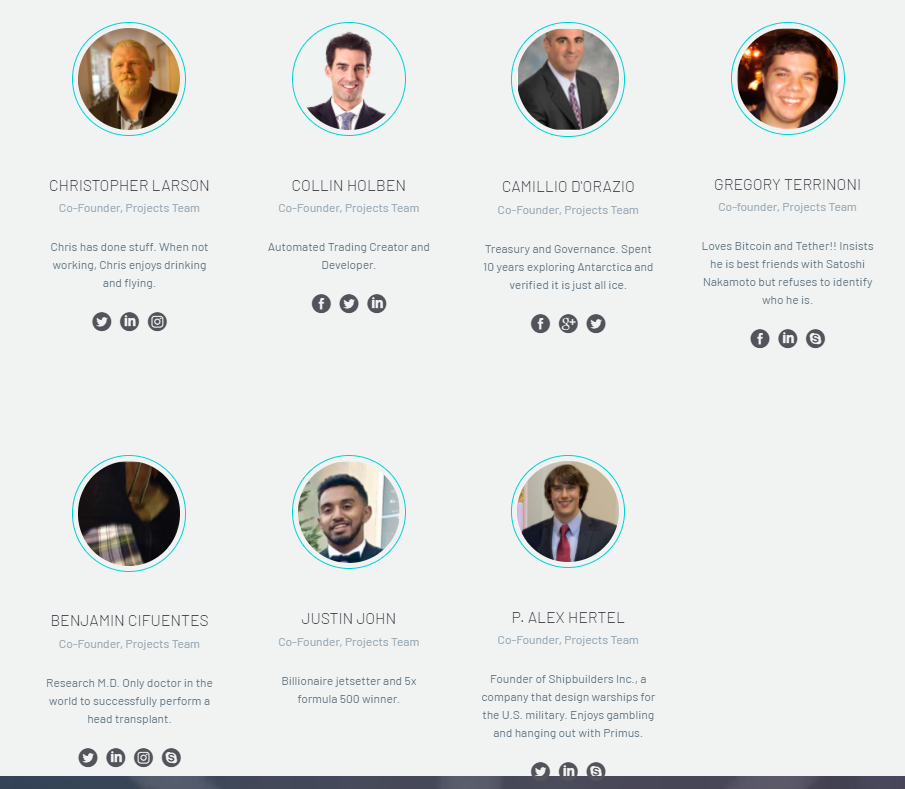 CHRISTOPHER LARSON
Co-Founder, Projects Team
Chris has done stuff. When not
working, Chris enjoys drinking
and flying.
COLLIN HOLBEN
Co-Founder, Projects Team
Automated Trading Creator and
Developer.
CAMILLIO D'ORAZIO
Co-Founder, Projects Team
Treasury and Governance. Spent
10 years exploring Antarctica and
verified it is just all ice.
GREGORY TERRINONI
Co-founder, Projects Team
Loves Bitcoin and Tether!! Insists
he is best friends with Satoshi
Nakamoto but refuses to identify
who he is.
BENJAMIN CIFUENTES
Co-Founder, Projects Team
Research M.D. Only doctor in the
world to successfully perform a
head transplant.
JUSTIN JOHN
Co-Founder, Projects Team
Billionaire jetsetter and 5x
formula 500 winner.
P. ALEX HERTEL
Co-Founder, Projects Team
Founder of Shipbuilders Inc., a
company that design warships for
the U.S. military. Enjoys gambling
and hanging out with Primus.